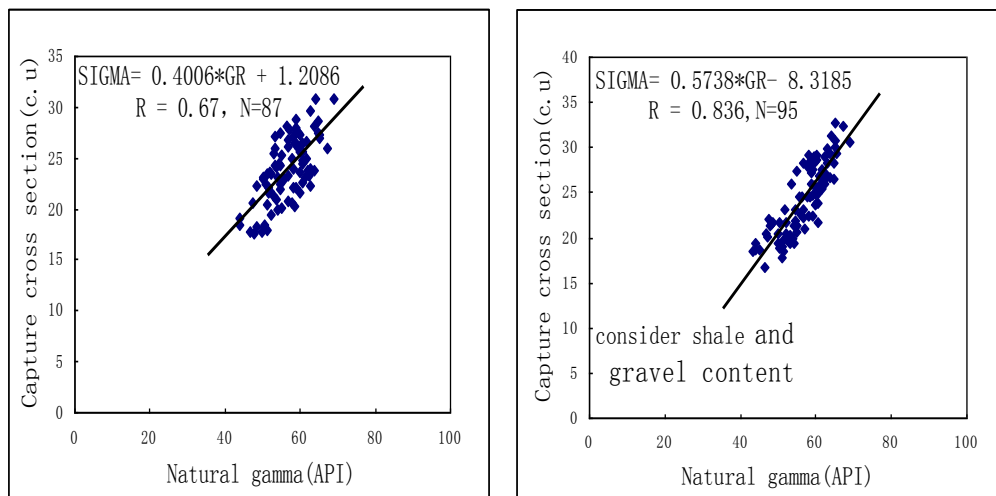 Capture cross section(c.u)
35
30
25
20
15
10
5
0
SIGMA= 0.4006*GR + 1.2086
R = 0.67, N=87
0 20 40 60 80 100
Natural gamma(API)
Capture cross section(c.u)
40
35
30
25
20
15
10
5
0
SIGMA= 0.5738*GR- 8.3185
R = 0.836,N=95
consider shale and
gravel content
0 20 40 60 80 100
Natural gamma(API)